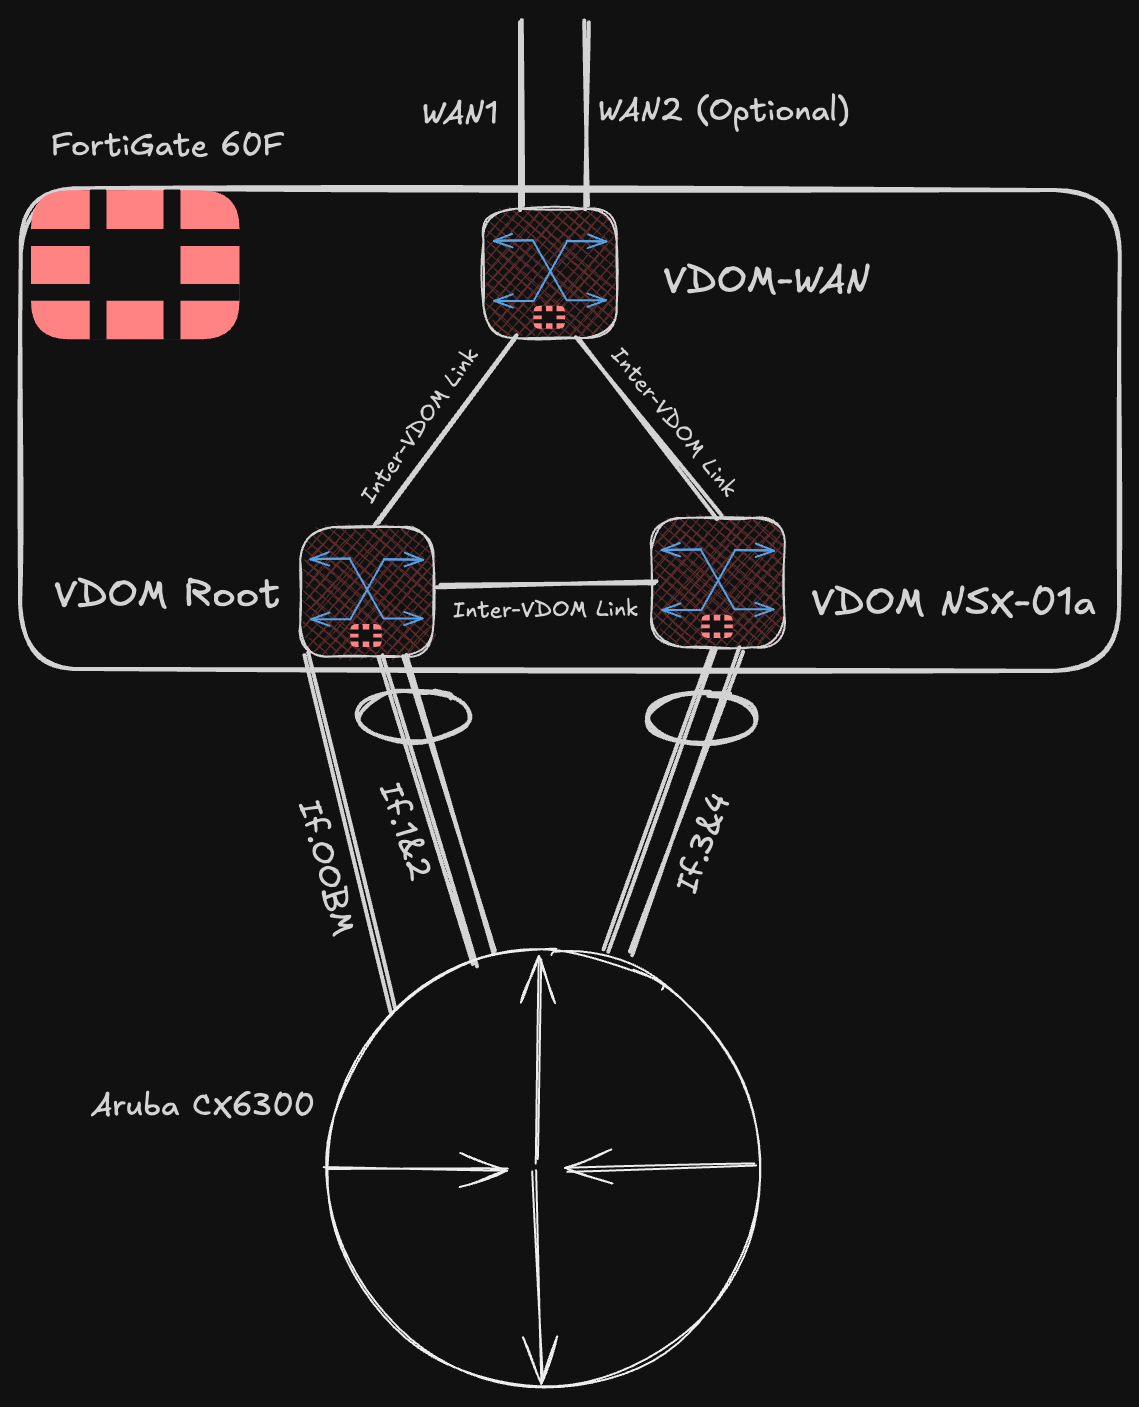 WAN1
WAN2 (Optional)
FortiGate 60F
VDOM-WAN
Inter-VDOM Link
Inter-VDOM Link
VDOM Root
Inter-VDOM Link
VDOM NSX-01a
If.OOBM
If.1&2
If.3&4
Aruba CX6300